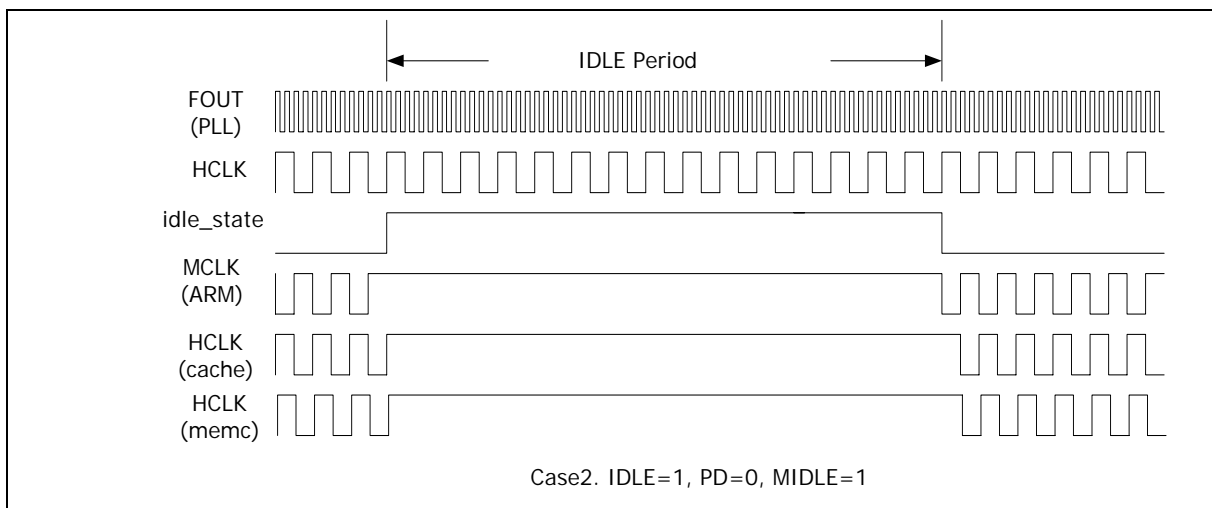 IDLE Period
FOUT
(PLL)
HCLK
idle_state
MCLK
(ARM)
HCLK
(cache)
HCLK
(memc)
Case2. IDLE=1, PD=0, MIDLE=1